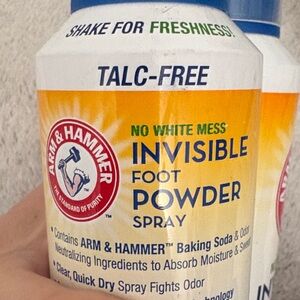 SHAKE FOR FRESHNESS!
TALC-FREE
ARM & HAMMER
THE STANDARD OF PURITY
NO WHITE MESS
INVISIBLE
FOOT
POWDER
SPRAY
• Contains ARM & HAMMER™ Baking Soda & Odor
Neutralizing Ingredients to Absorb Moisture & Sweat
• Clear, Quick Dry Spray Fights Odor